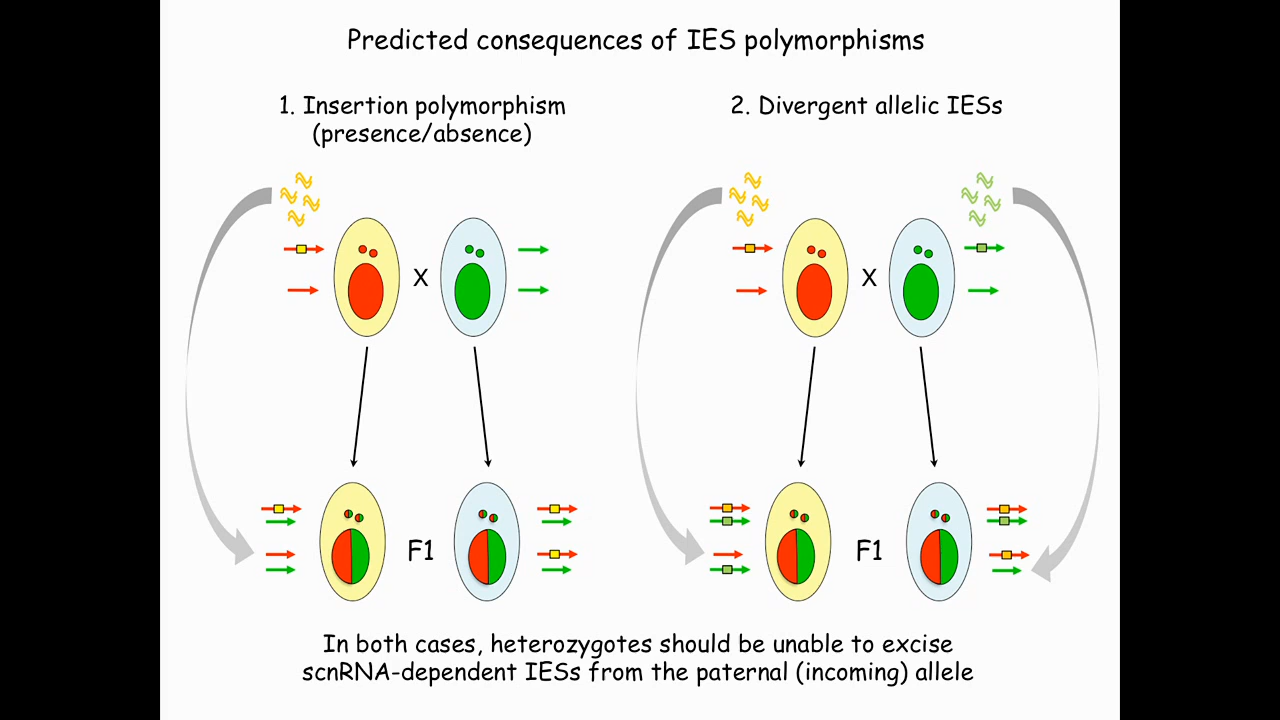 Predicted consequences of IES polymorphisms
1. Insertion polymorphism
(presence/absence)
2. Divergent allelic IESs
X
X
F1
F1
In both cases, heterozygotes should be unable to excise
scnRNA-dependent IESs from the paternal (incoming) allele